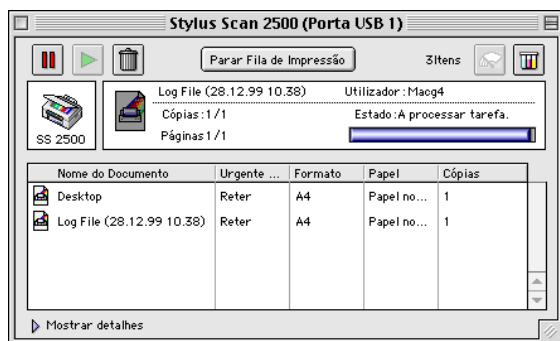 Stylus Scan 2500 (Porta USB 1)
Parar Fila de Impressão
3Itens
SS 2500
Log File (28.12.99 10.38) Utilizador :Macg4
Cópias :1 /1 Estado :A processar tarefa.
Páginas 1 /1
Nome do Documento Urgente ... Formato Papel Cópias
Desktop Reter A4 Papel no... 1
Log File (28.12.99 10.38) Reter A4 Papel no... 1
Mostrar detalhes